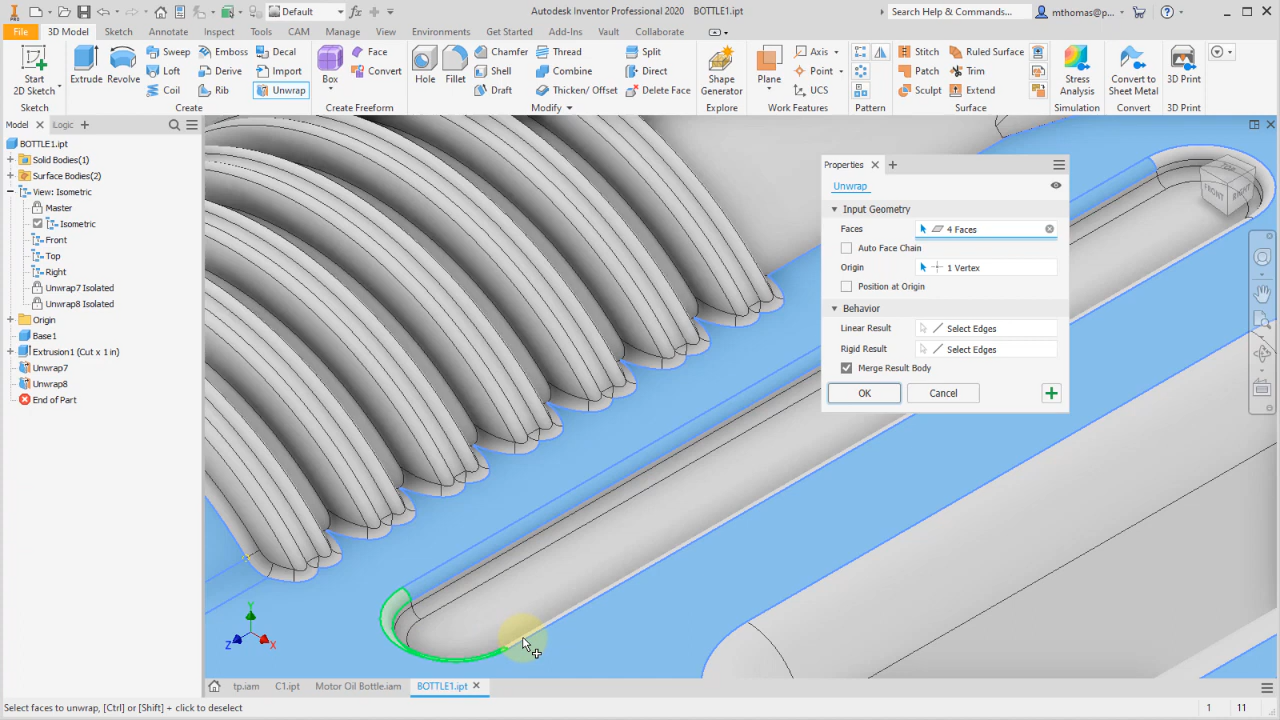 Default
Autodesk Inventor Professional 2020 BOTTLE1.ipt
Search Help & Commands...
mthomas@p...
File
3D Model
Sketch
Annotate
Inspect
Tools
CAM
Manage
View
Environments
Get Started
Add-Ins
Vault
Collaborate
Start
2D Sketch
Extrude
Revolve
Sweep
Loft
Coil
Emboss
Derive
Rib
Decal
Import
Unwrap
Box
Face
Convert
Hole
Fillet
Chamfer
Shell
Draft
Thread
Combine
Thicken/ Offset
Split
Direct
Delete Face
Shape
Generator
Plane
Axis
Point
UCS
Stitch
Patch
Sculpt
Ruled Surface
Trim
Extend
Stress
Analysis
Convert to
Sheet Metal
3D Print
Sketch
Create
Create Freeform
Modify
Explore
Work Features
Pattern
Surface
Simulation
Convert
3D Print
Model
Logic
BOTTLE1.ipt
Solid Bodies(1)
Surface Bodies(2)
View: Isometric
Master
Isometric
Front
Top
Right
Unwrap7 Isolated
Unwrap8 Isolated
Origin
Base1
Extrusion1 (Cut x 1 in)
Unwrap7
Unwrap8
End of Part
FRONT
RIGHT
Properties
Unwrap
Input Geometry
Faces 4 Faces
Auto Face Chain
Origin 1 Vertex
Position at Origin
Behavior
Linear Result Select Edges
Rigid Result Select Edges
Merge Result Body
OK
Cancel
Y
Z
X
tp.iam
C1.ipt
Motor Oil Bottle.iam
BOTTLE1.ipt
Select faces to unwrap, [Ctrl] or [Shift] + click to deselect
1
11